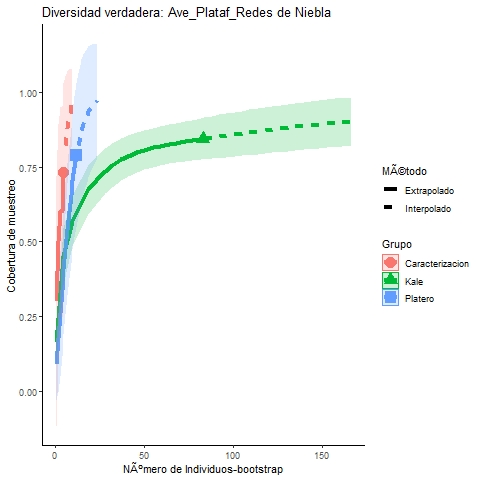 Diversidad verdadera: Ave_Plataf_Redes de Niebla
Cobertura de muestreo
1.00
0.75
0.50
0.25
0.00
0
50
100
150
NÃºmero de Individuos-bootstrap
MÃ©todo
Extrapolado
Interpolado
Grupo
Caracterizacion
Kale
Platero